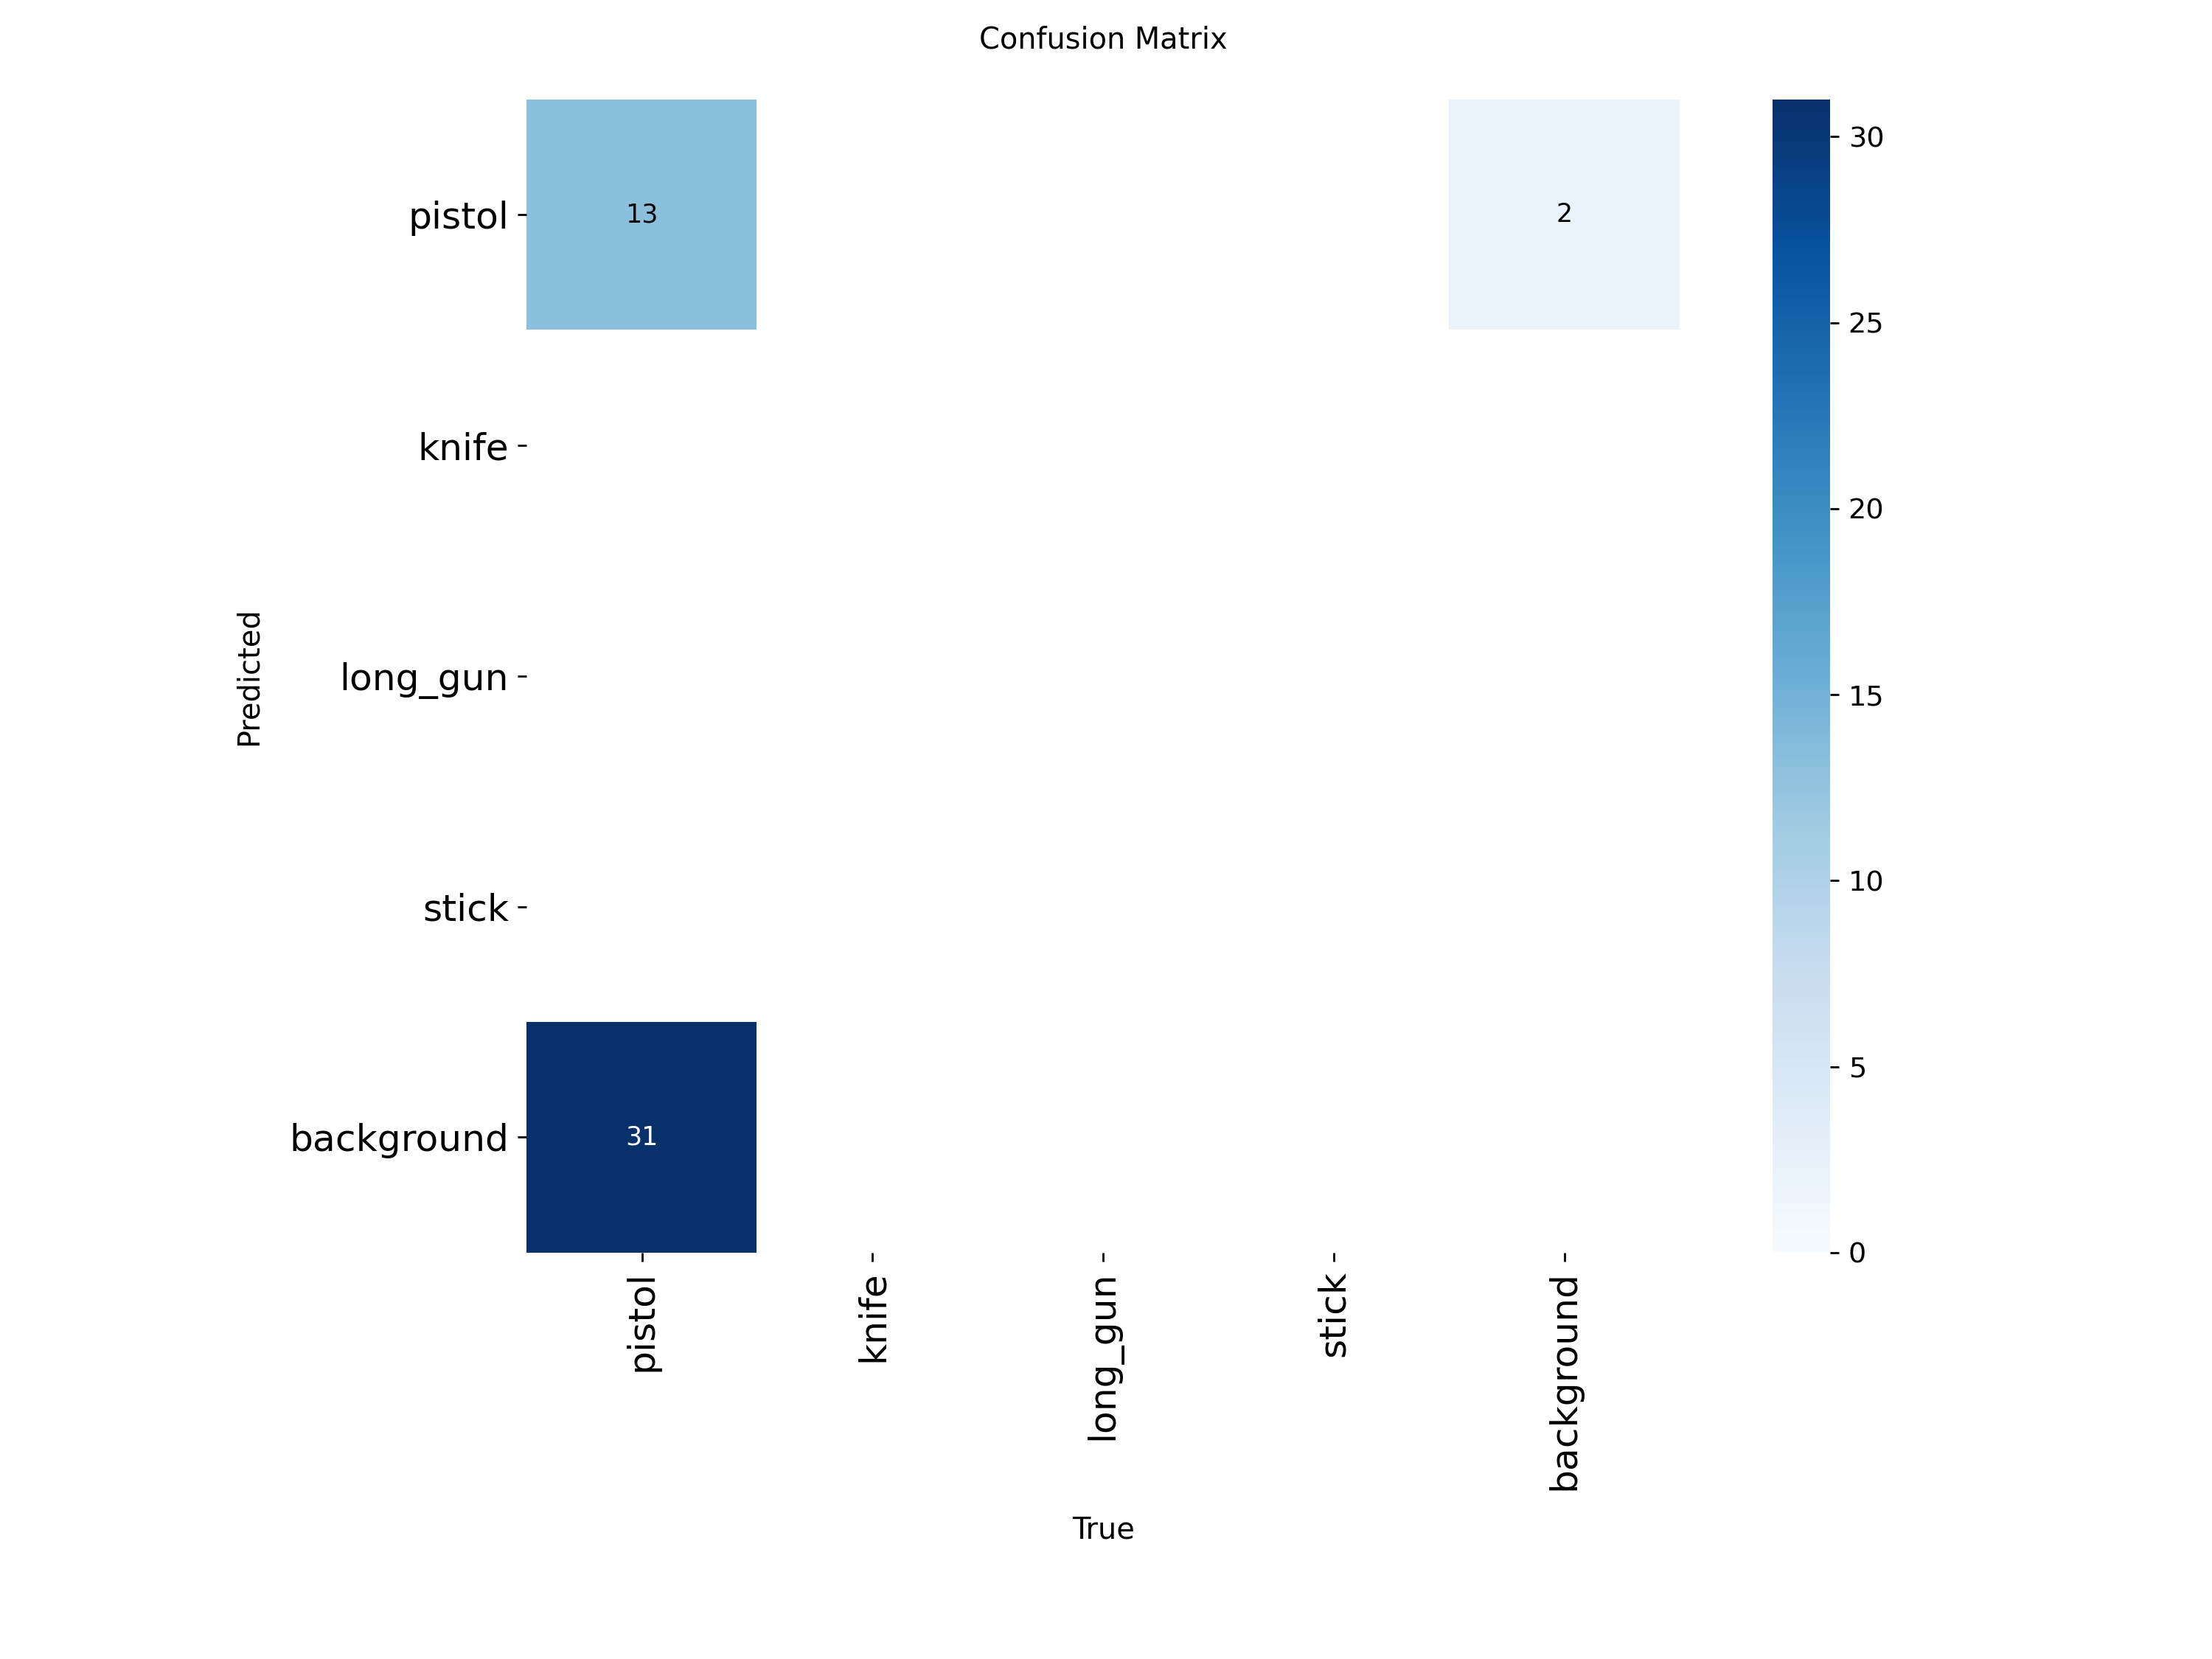 Confusion Matrix
pistol
13
2
knife
long_gun
stick
background
31
Predicted
pistol
knife
long_gun
stick
background
True
30
25
20
15
10
5
0